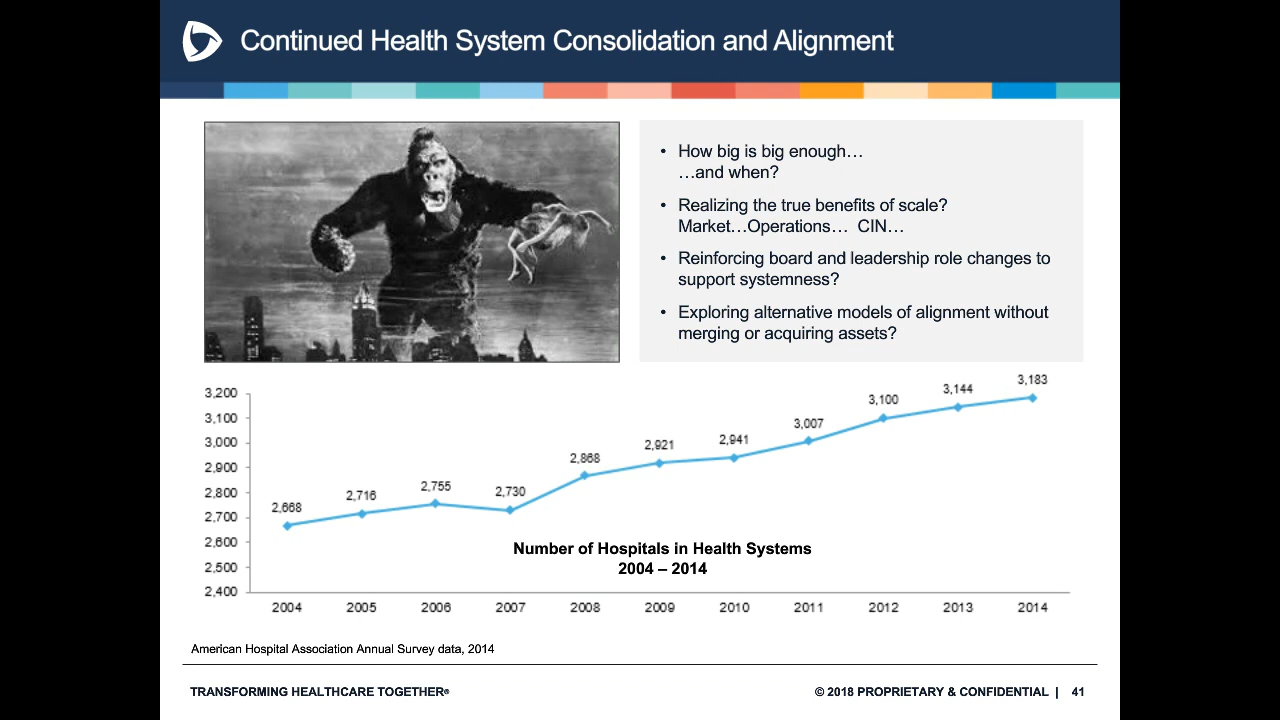 Continued Health System Consolidation and Alignment
• How big is big enough…
…and when?
• Realizing the true benefits of scale?
Market…Operations… CIN…
• Reinforcing board and leadership role changes to
support systemness?
• Exploring alternative models of alignment without
merging or acquiring assets?
3,200
3,100
3,000
2,900
2,800
2,700
2,600
2,500
2,400
2,668
2,716
2,755
2,730
2,868
2,921
2,941
3,007
3,100
3,144
3,183
Number of Hospitals in Health Systems
2004 – 2014
2004 2005 2006 2007 2008 2009 2010 2011 2012 2013 2014
American Hospital Association Annual Survey data, 2014
TRANSFORMING HEALTHCARE TOGETHER®
© 2018 PROPRIETARY & CONFIDENTIAL | 41